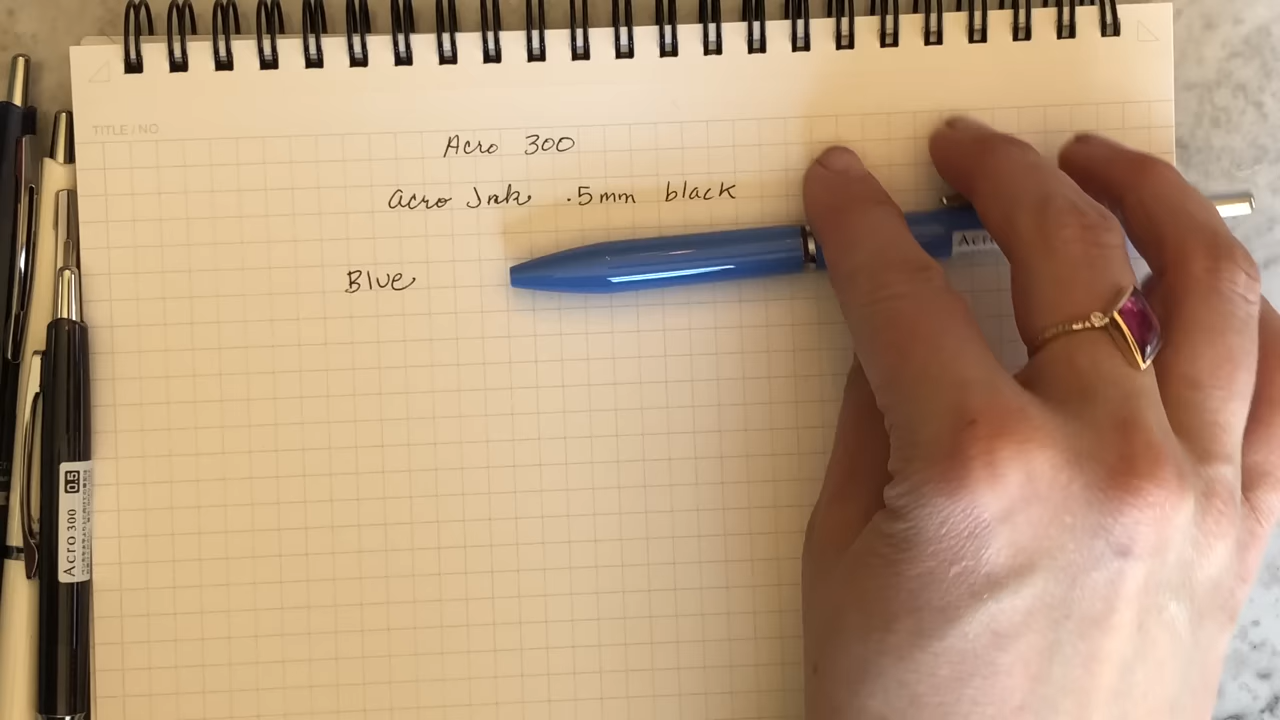 TITLE / NO
Acro 300
acro Ink .5mm black
Blue
Acro
Acro 300 0.5